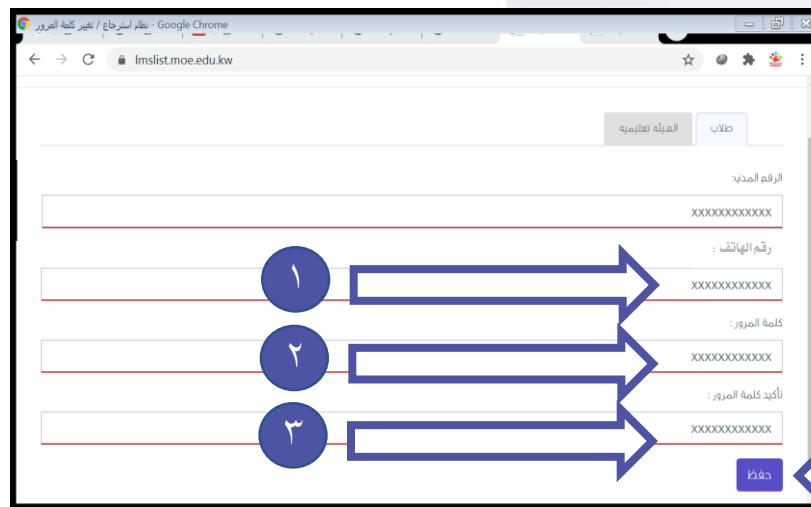 نظام استرجاع / تغيير كلمة المرور - Google Chrome
lmslist.moe.edu.kw
طلاب
الهيئه تعليميه
الرقم المدني:
xxxxxxxxxxxx
رقم الهاتف :
١
xxxxxxxxxxxx
كلمة المرور :
٢
xxxxxxxxxxxx
تأكيد كلمة المرور :
٣
xxxxxxxxxxxx
حفظ